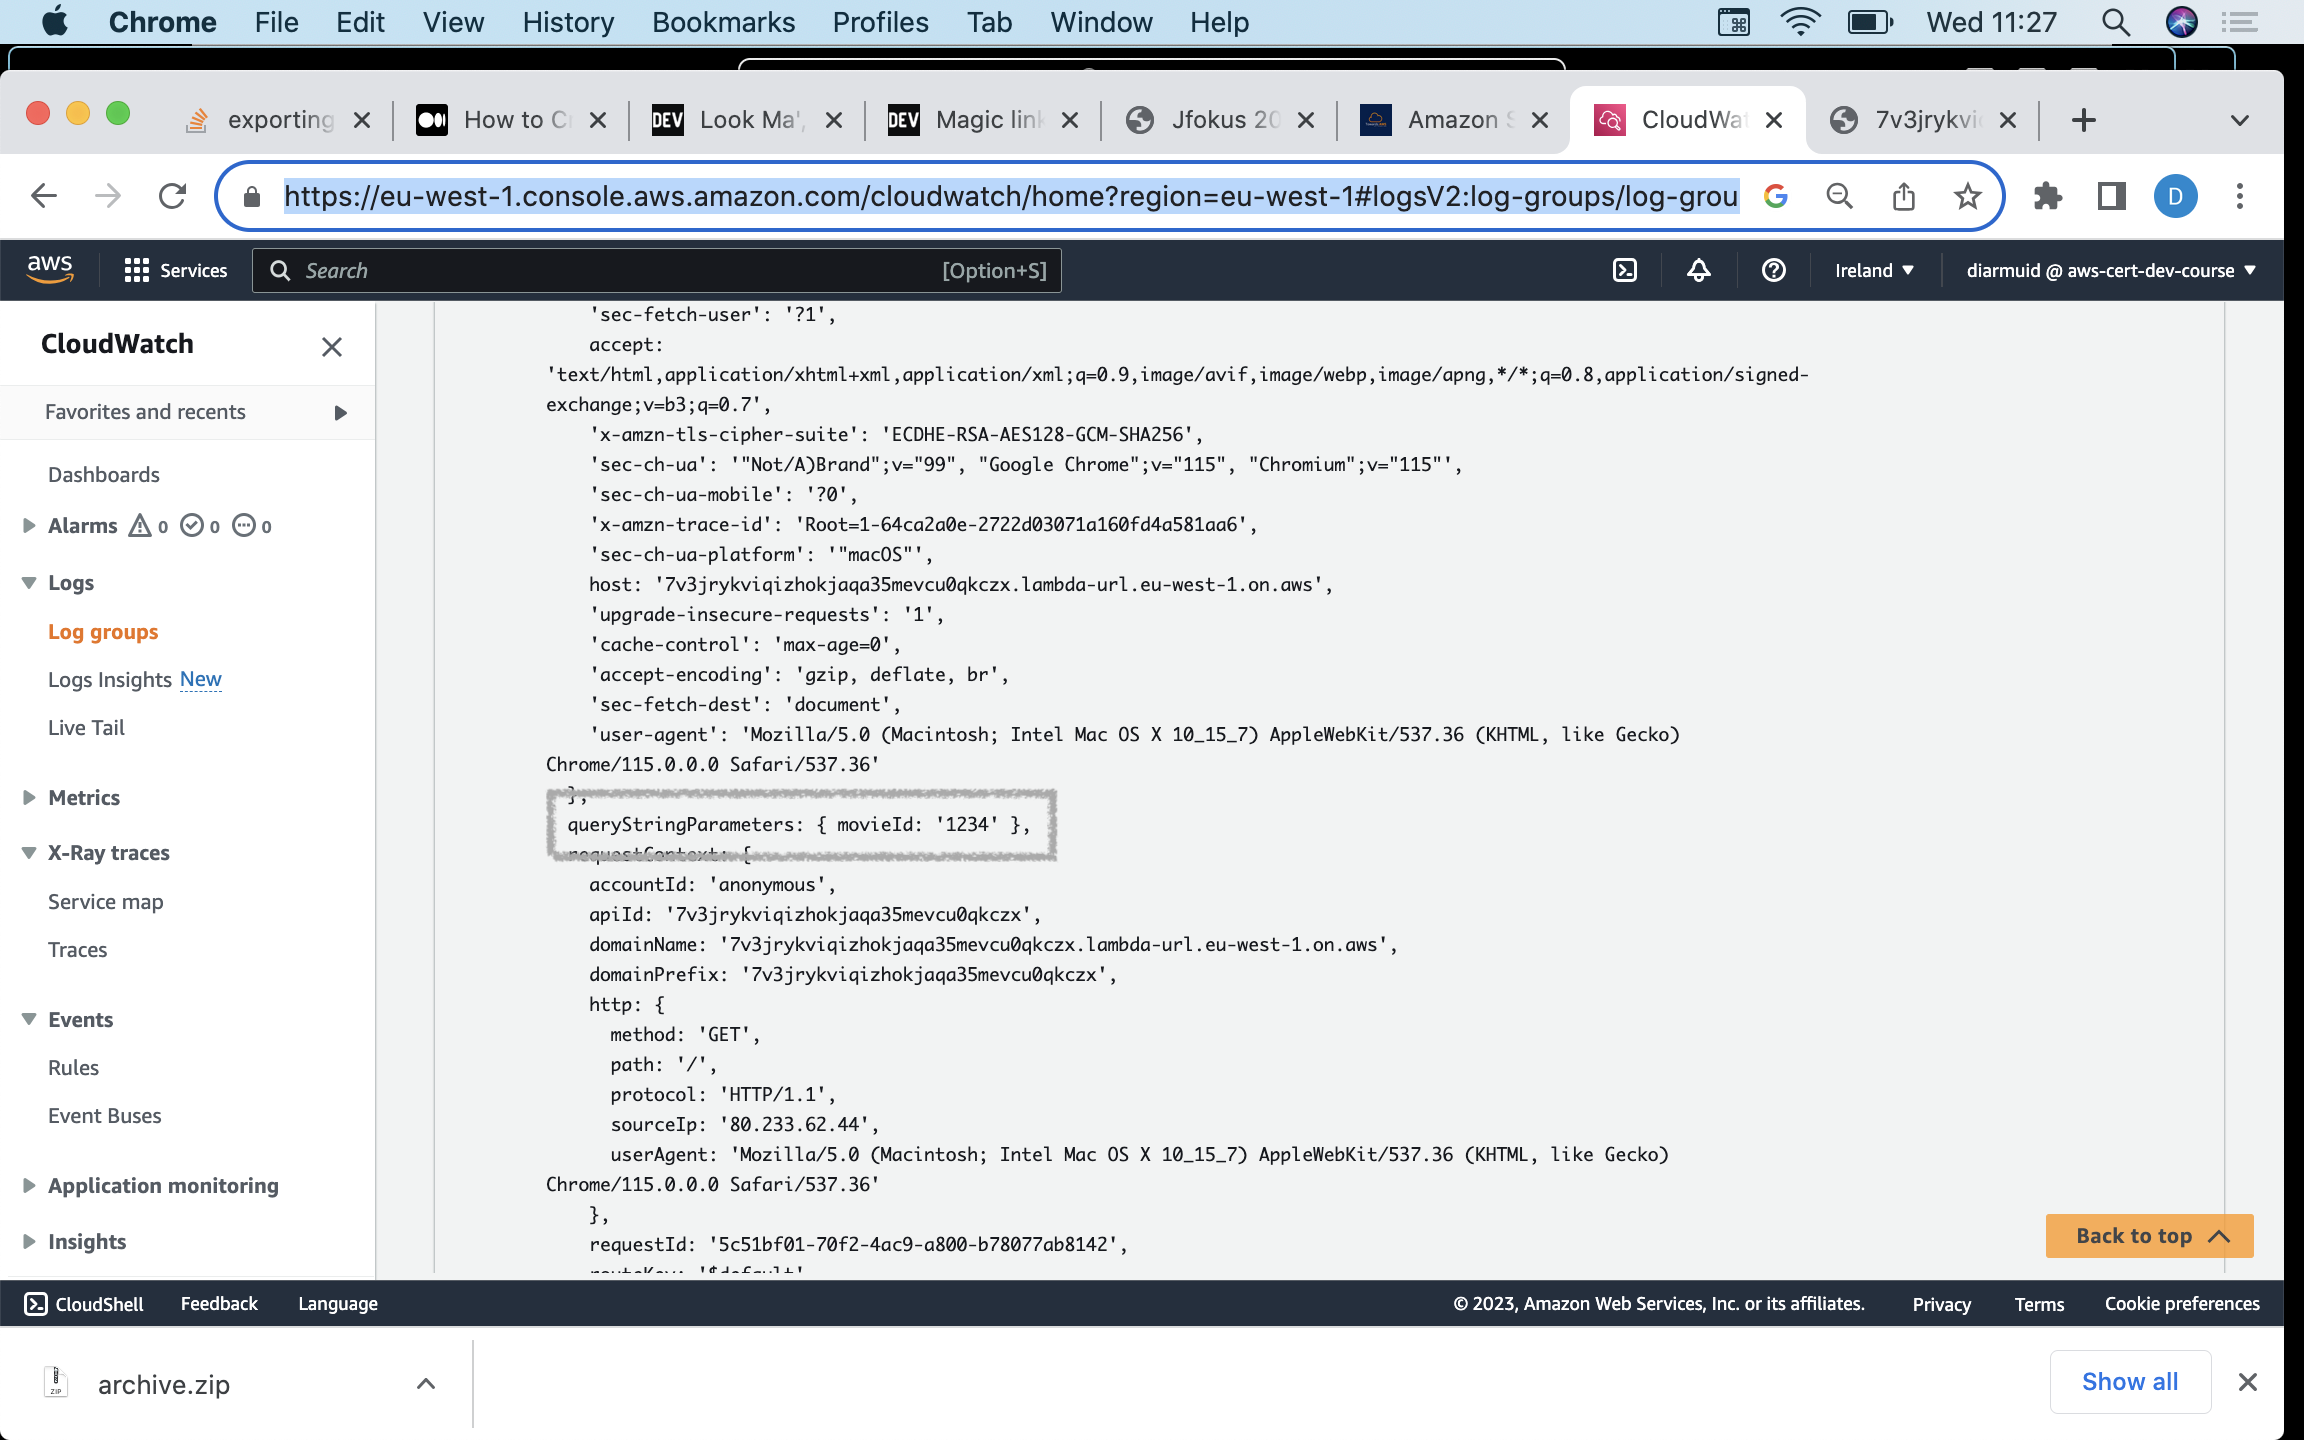 Chrome File Edit View History Bookmarks Profiles Tab Window Help Wed 11:27
exporting How to C DEV Look Ma', DEV Magic link Jfokus 20 Amazon S CloudWat 7v3jrykvi
https://eu-west-1.console.aws.amazon.com/cloudwatch/home?region=eu-west-1#logsV2:log-groups/log-grou D
aws Services Search [Option+S] Ireland diarmuid @ aws-cert-dev-course
CloudWatch
Favorites and recents
Dashboards
Alarms 0 0 0
Logs
Log groups
Logs Insights New
Live Tail
Metrics
X-Ray traces
Service map
Traces
Events
Rules
Event Buses
Application monitoring
Insights
'sec-fetch-user': '?1',
accept:
'text/html,application/xhtml+xml,application/xml;q=0.9,image/avif,image/webp,image/apng,*/*;q=0.8,application/signed-
exchange;v=b3;q=0.7',
'x-amzn-tls-cipher-suite': 'ECDHE-RSA-AES128-GCM-SHA256',
'sec-ch-ua': '"Not/A)Brand";v="99", "Google Chrome";v="115", "Chromium";v="115"',
'sec-ch-ua-mobile': '?0',
'x-amzn-trace-id': 'Root=1-64ca2a0e-2722d03071a160fd4a581aa6',
'sec-ch-ua-platform': '"macOS"',
host: '7v3jrykviqizhokjaqa35mevcu0qkczx.lambda-url.eu-west-1.on.aws',
'upgrade-insecure-requests': '1',
'cache-control': 'max-age=0',
'accept-encoding': 'gzip, deflate, br',
'sec-fetch-dest': 'document',
'user-agent': 'Mozilla/5.0 (Macintosh; Intel Mac OS X 10_15_7) AppleWebKit/537.36 (KHTML, like Gecko)
Chrome/115.0.0.0 Safari/537.36'
},
queryStringParameters: { movieId: '1234' },
requestContext: {
accountId: 'anonymous',
apiId: '7v3jrykviqizhokjaqa35mevcu0qkczx',
domainName: '7v3jrykviqizhokjaqa35mevcu0qkczx.lambda-url.eu-west-1.on.aws',
domainPrefix: '7v3jrykviqizhokjaqa35mevcu0qkczx',
http: {
method: 'GET',
path: '/',
protocol: 'HTTP/1.1',
sourceIp: '80.233.62.44',
userAgent: 'Mozilla/5.0 (Macintosh; Intel Mac OS X 10_15_7) AppleWebKit/537.36 (KHTML, like Gecko)
Chrome/115.0.0.0 Safari/537.36'
},
requestId: '5c51bf01-70f2-4ac9-a800-b78077ab8142',
routeKey: '$default'
Back to top
CloudShell Feedback Language © 2023, Amazon Web Services, Inc. or its affiliates. Privacy Terms Cookie preferences
ZIP archive.zip Show all